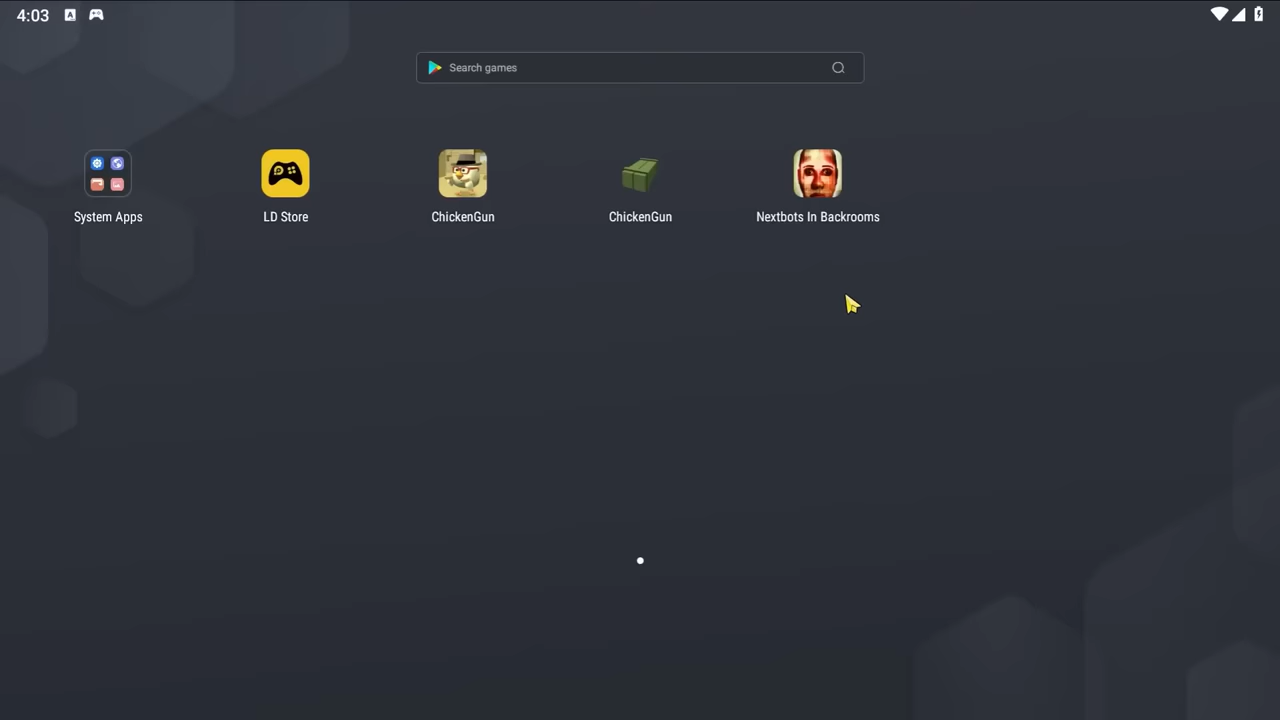 4:03
Search games
System Apps
LD Store
ChickenGun
ChickenGun
Nextbots In Backrooms